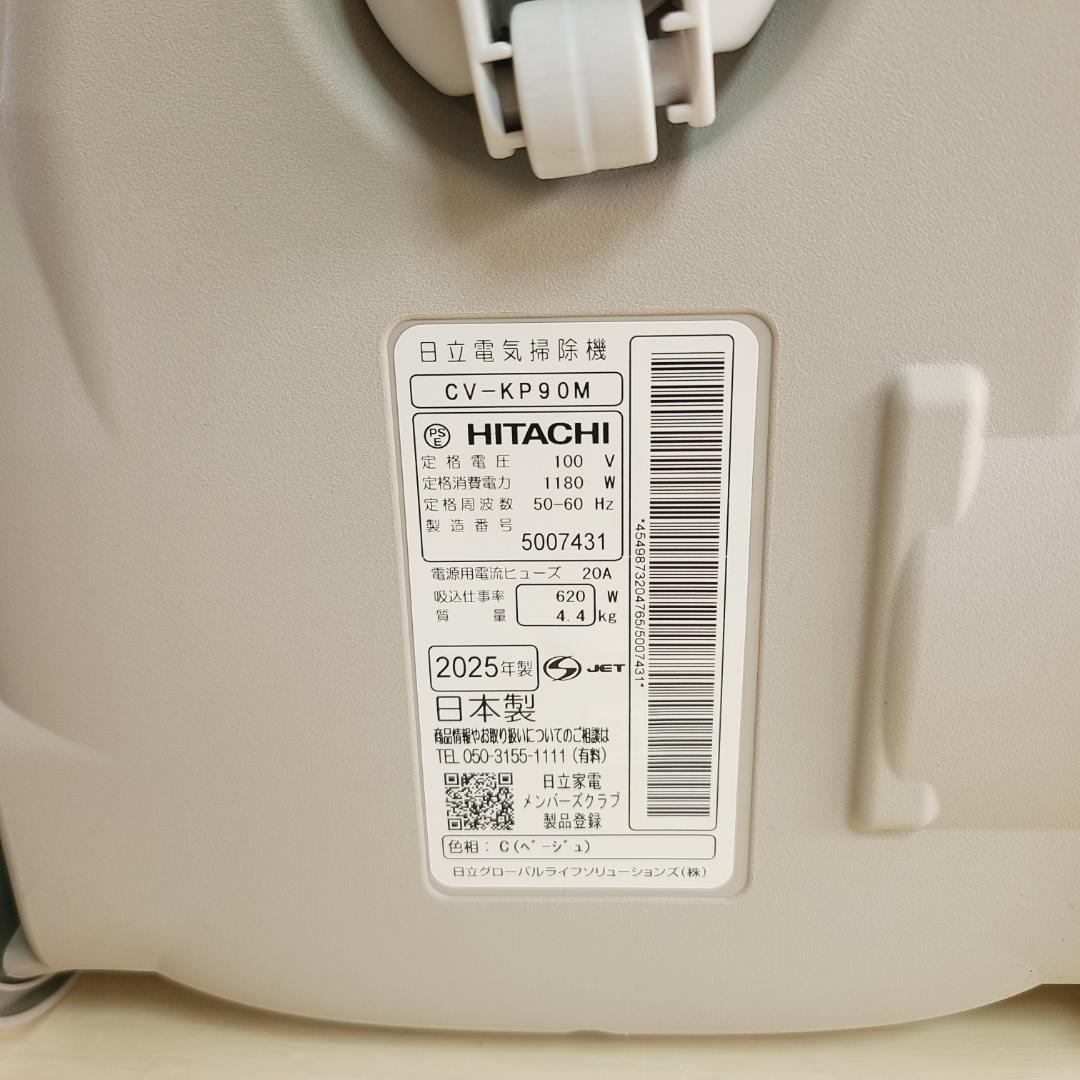 日立電気掃除機
CV-KP90M
PSE HITACHI
定格電圧 100 V
定格消費電力 1180 W
定格周波数 50-60 Hz
製造番号
5007431
電源用電流ヒューズ 20A
吸込仕事率 620 W
質量 4.4 kg
2025年製 S JET
日本製
商品情報やお取り扱いについてのご相談は
TEL 050-3155-1111（有料）
日立家電
メンバーズクラブ
製品登録
色相：C(ﾍﾞｰｼﾞｭ)
日立グローバルライフソリューションズ(株)
*4549873204765/5007431*